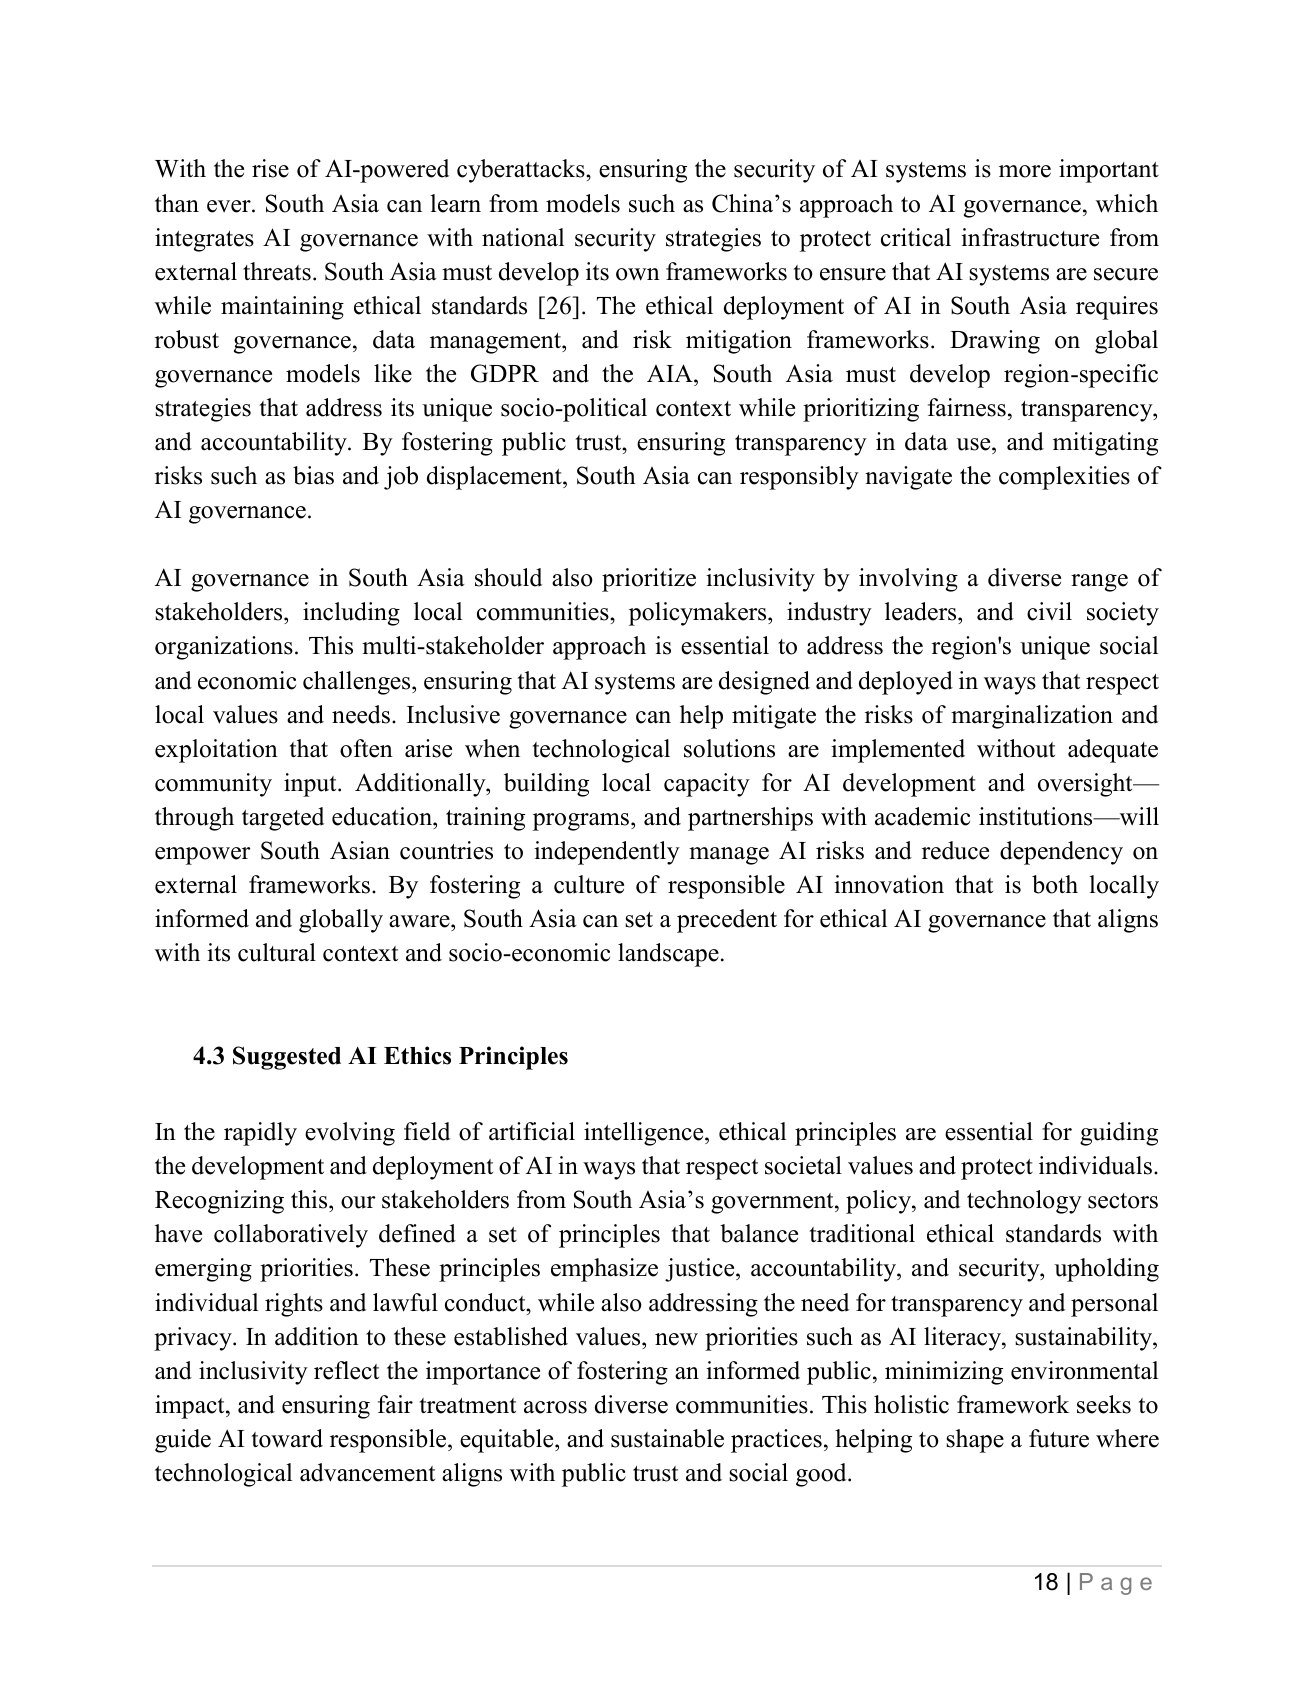 With the rise of AI-powered cyberattacks, ensuring the security of AI systems is more important
than ever. South Asia can learn from models such as China’s approach to AI governance, which
integrates AI governance with national security strategies to protect critical infrastructure from
external threats. South Asia must develop its own frameworks to ensure that AI systems are secure
while maintaining ethical standards [26]. The ethical deployment of AI in South Asia requires
robust governance, data management, and risk mitigation frameworks. Drawing on global
governance models like the GDPR and the AIA, South Asia must develop region-specific
strategies that address its unique socio-political context while prioritizing fairness, transparency,
and accountability. By fostering public trust, ensuring transparency in data use, and mitigating
risks such as bias and job displacement, South Asia can responsibly navigate the complexities of
AI governance.
AI governance in South Asia should also prioritize inclusivity by involving a diverse range of
stakeholders, including local communities, policymakers, industry leaders, and civil society
organizations. This multi-stakeholder approach is essential to address the region's unique social
and economic challenges, ensuring that AI systems are designed and deployed in ways that respect
local values and needs. Inclusive governance can help mitigate the risks of marginalization and
exploitation that often arise when technological solutions are implemented without adequate
community input. Additionally, building local capacity for AI development and oversight—
through targeted education, training programs, and partnerships with academic institutions—will
empower South Asian countries to independently manage AI risks and reduce dependency on
external frameworks. By fostering a culture of responsible AI innovation that is both locally
informed and globally aware, South Asia can set a precedent for ethical AI governance that aligns
with its cultural context and socio-economic landscape.
4.3 Suggested AI Ethics Principles
In the rapidly evolving field of artificial intelligence, ethical principles are essential for guiding
the development and deployment of AI in ways that respect societal values and protect individuals.
Recognizing this, our stakeholders from South Asia’s government, policy, and technology sectors
have collaboratively defined a set of principles that balance traditional ethical standards with
emerging priorities. These principles emphasize justice, accountability, and security, upholding
individual rights and lawful conduct, while also addressing the need for transparency and personal
privacy. In addition to these established values, new priorities such as AI literacy, sustainability,
and inclusivity reflect the importance of fostering an informed public, minimizing environmental
impact, and ensuring fair treatment across diverse communities. This holistic framework seeks to
guide AI toward responsible, equitable, and sustainable practices, helping to shape a future where
technological advancement aligns with public trust and social good.
18 | Page